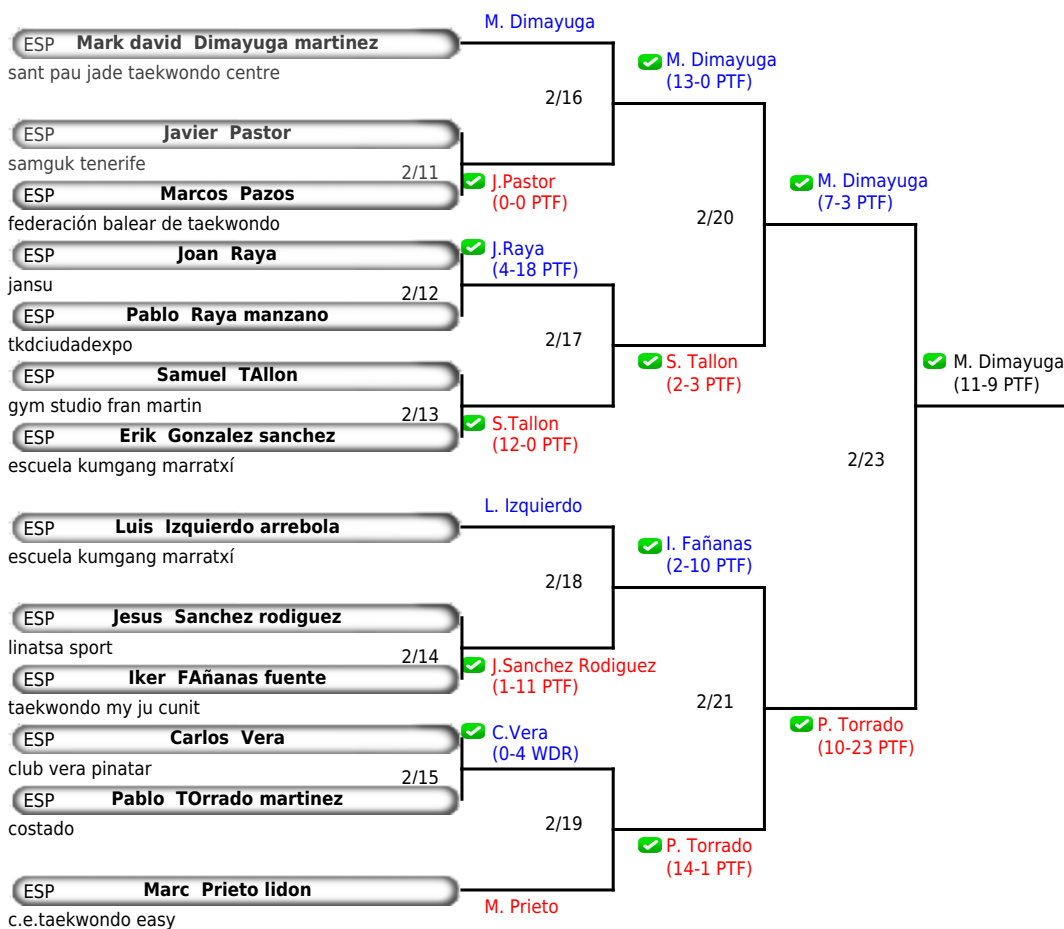 M. Dimayuga
ESP Mark david Dimayuga martinez
sant pau jade taekwondo centre
M. Dimayuga
(13-0 PTF)
2/16
ESP Javier Pastor
samguk tenerife
2/11
J.Pastor
(0-0 PTF)
ESP Marcos Pazos
federación balear de taekwondo
M. Dimayuga
(7-3 PTF)
2/20
ESP Joan Raya
jansu
J.Raya
(4-18 PTF)
2/12
ESP Pablo Raya manzano
tkdciudadexpo
2/17
ESP Samuel TAllon
gym studio fran martin
S. Tallon
(2-3 PTF)
M. Dimayuga
(11-9 PTF)
2/13
ESP Erik Gonzalez sanchez
escuela kumgang marratxí
S.Tallon
(12-0 PTF)
2/23
L. Izquierdo
ESP Luis Izquierdo arrebola
escuela kumgang marratxí
I. Fañanas
(2-10 PTF)
2/18
ESP Jesus Sanchez rodiguez
linatsa sport
2/14
J.Sanchez Rodiguez
(1-11 PTF)
ESP Iker FAñanas fuente
taekwondo my ju cunit
2/21
ESP Carlos Vera
club vera pinatar
C.Vera
(0-4 WDR)
P. Torrado
(10-23 PTF)
2/15
ESP Pablo TOrrado martinez
costado
2/19
P. Torrado
(14-1 PTF)
ESP Marc Prieto lidon
c.e.taekwondo easy
M. Prieto